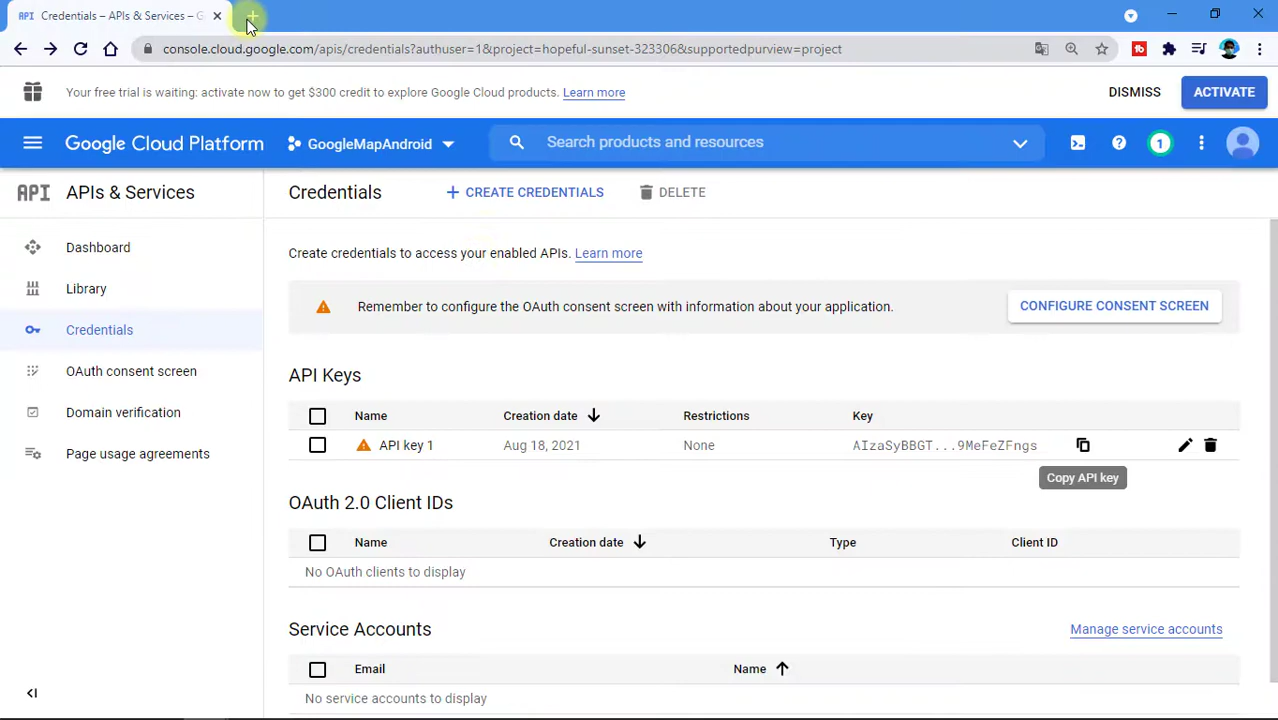 API Credentials – APIs & Services – G
console.cloud.google.com/apis/credentials?authuser=1&project=hopeful-sunset-323306&supportedpurview=project
Your free trial is waiting: activate now to get $300 credit to explore Google Cloud products. Learn more
DISMISS
ACTIVATE
Google Cloud Platform
GoogleMapAndroid
Search products and resources
1
API APIs & Services
Credentials
+ CREATE CREDENTIALS
DELETE
Dashboard
Library
Credentials
OAuth consent screen
Domain verification
Page usage agreements
Create credentials to access your enabled APIs. Learn more
Remember to configure the OAuth consent screen with information about your application.
CONFIGURE CONSENT SCREEN
API Keys
Name Creation date Restrictions Key
API key 1 Aug 18, 2021 None AIzaSyBBGT...9MeFeZFngs
Copy API key
OAuth 2.0 Client IDs
Name Creation date Type Client ID
No OAuth clients to display
Service Accounts
Manage service accounts
Email Name
No service accounts to display